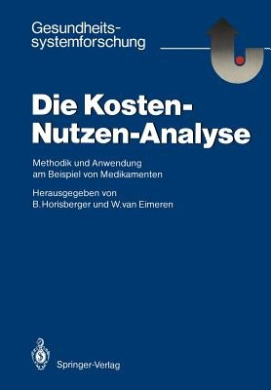 Gesundheits-
systemforschung
Die Kosten-
Nutzen-Analyse
Methodik und Anwendung
am Beispiel von Medikamenten
Herausgegeben von
B. Horisberger und W. van Eimeren
Springer-Verlag